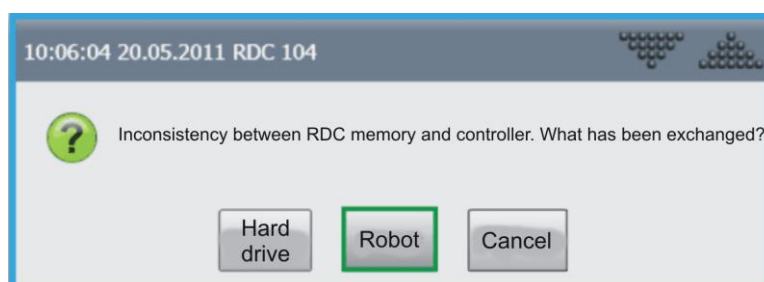 10:06:04 20.05.2011 RDC 104
?
Inconsistency between RDC memory and controller. What has been exchanged?
Hard
drive
Robot
Cancel